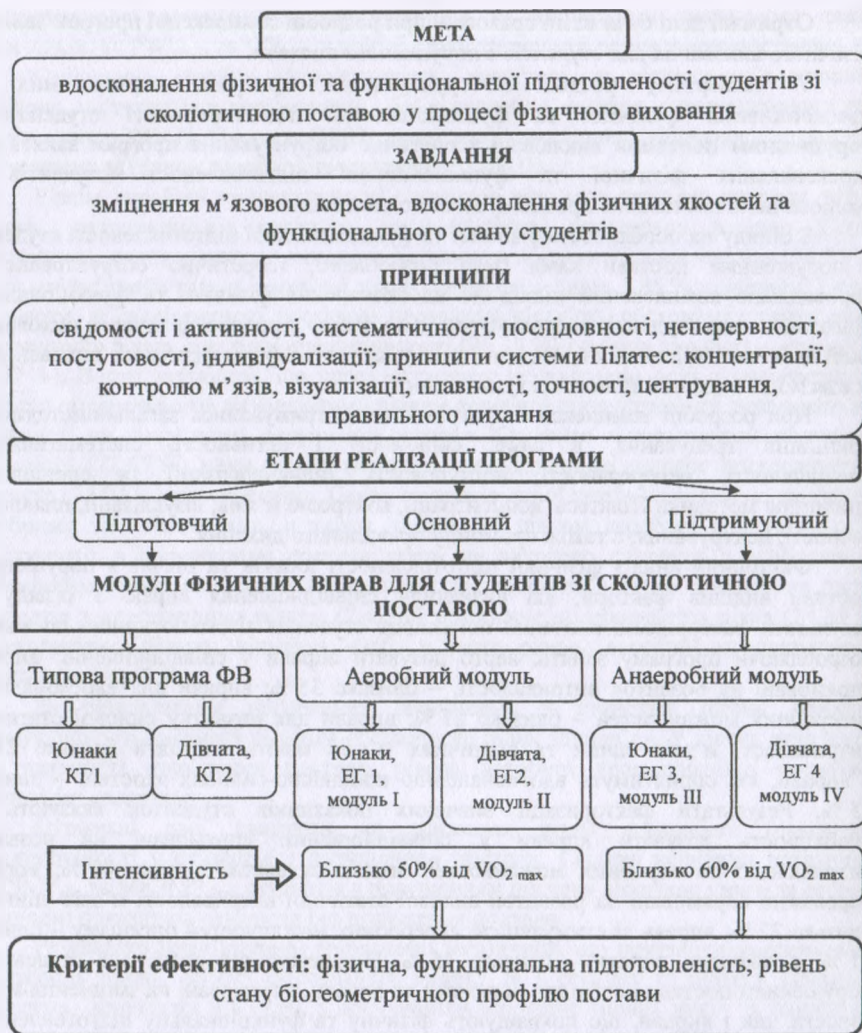 МЕТА
вдосконалення фізичної та функціональної підготовленості студентів зі
сколіотичною поставою у процесі фізичного виховання
ЗАВДАННЯ
зміцнення м’язового корсета, вдосконалення фізичних якостей та
функціонального стану студентів
ПРИНЦИПИ
свідомості і активності, систематичності, послідовності, неперервності,
поступовості, індивідуалізації; принципи системи Пілатес: концентрації,
контролю м’язів, візуалізації, плавності, точності, центрування,
правильного дихання
ЕТАПИ РЕАЛІЗАЦІЇ ПРОГРАМИ
Підготовчий
Основний
Підтримуючий
МОДУЛІ ФІЗИЧНИХ ВПРАВ ДЛЯ СТУДЕНТІВ ЗІ СКОЛІОТИЧНОЮ
ПОСТАВОЮ
Типова програма ФВ
Аеробний модуль
Анаеробний модуль
Юнаки,
КГ 1
Дівчата,
КГ2
Юнаки,
ЕГ 1,
модуль I
Дівчата,
ЕГ2,
модуль II
Юнаки,
ЕГ 3,
модуль III
Дівчата,
ЕГ 4
модуль IV
Інтенсивність
Близько 50% від VO₂ max
Близько 60% від VO₂ max
Критерії ефективності: фізична, функціональна підготовленість; рівень
стану біогеометричного профілю постави